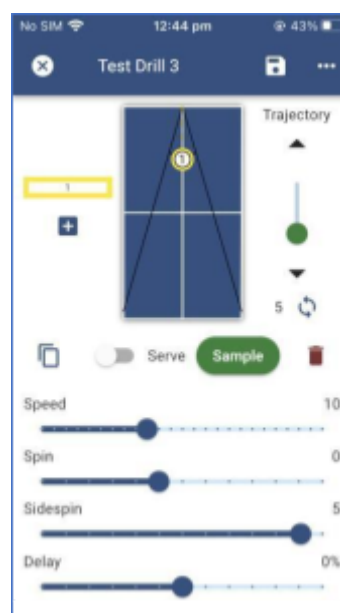 No SIM 12:44 pm 43%
Test Drill 3
Trajectory
1
1
5
Serve Sample
Speed 10
Spin 0
Sidespin 5
Delay 0%